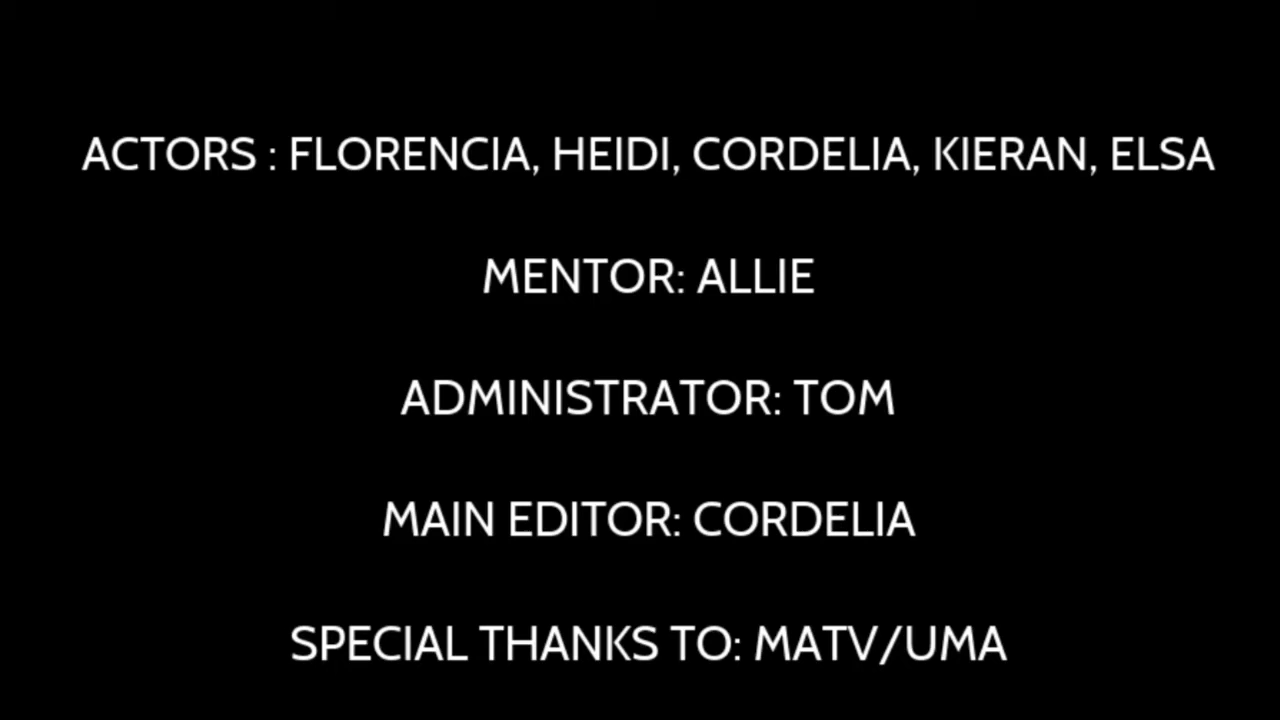 ACTORS : FLORENCIA, HEIDI, CORDELIA, KIERAN, ELSA
MENTOR: ALLIE
ADMINISTRATOR: TOM
MAIN EDITOR: CORDELIA
SPECIAL THANKS TO: MATV/UMA